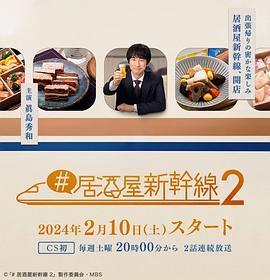 出張帰りの密かな楽しみ
居酒屋新幹線 開店
主演 眞島秀和
#居酒屋新幹線2
2024年2月10日(土)スタート
CS初 毎週土曜 20時00分から 2話連続放送
©「#居酒屋新幹線2」製作委員会・MBS